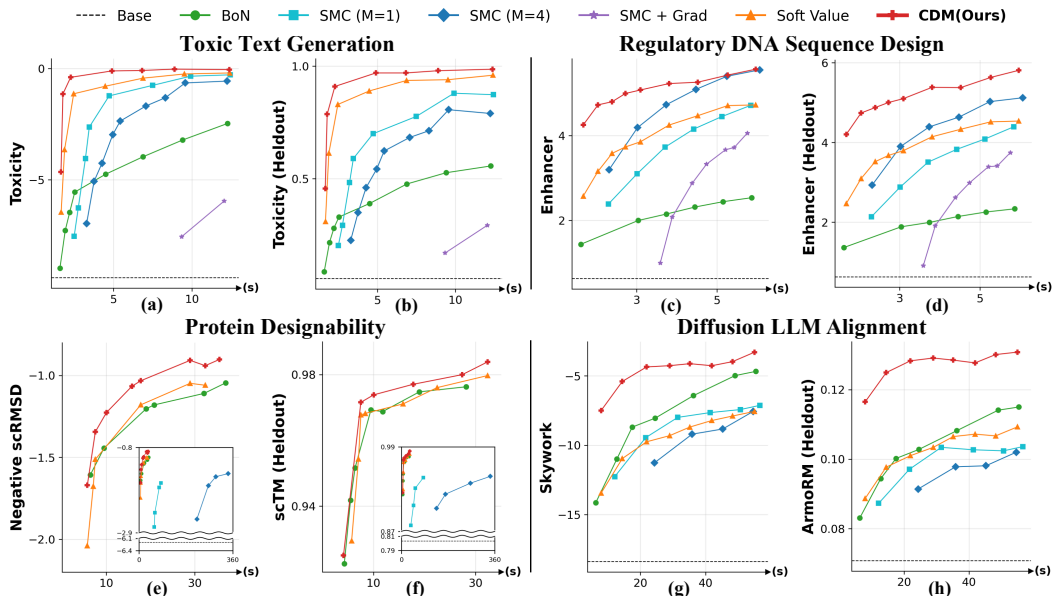 Base BoN SMC (M=1) SMC (M=4) SMC + Grad Soft Value CDM(Ours)
Toxic Text Generation
Regulatory DNA Sequence Design
Toxicity
0
−5
5 10 (s)
(a)
Toxicity (Heldout)
1.0
0.5
5 10 (s)
(b)
Enhancer
4
2
3 5 (s)
(c)
Enhancer (Heldout)
6
4
2
3 5 (s)
(d)
Protein Designability
Diffusion LLM Alignment
Negative scRMSD
−1.0
−1.5
−2.0
−0.8
−2.9
−6.1
−6.4
0 360
10 30 (s)
(e)
scTM (Heldout)
0.98
0.94
0.99
0.87
0.81
0.79
0 360
10 30 (s)
(f)
Skywork
−5
−10
−15
20 40 (s)
(g)
ArmoRM (Heldout)
0.12
0.10
0.08
20 40 (s)
(h)